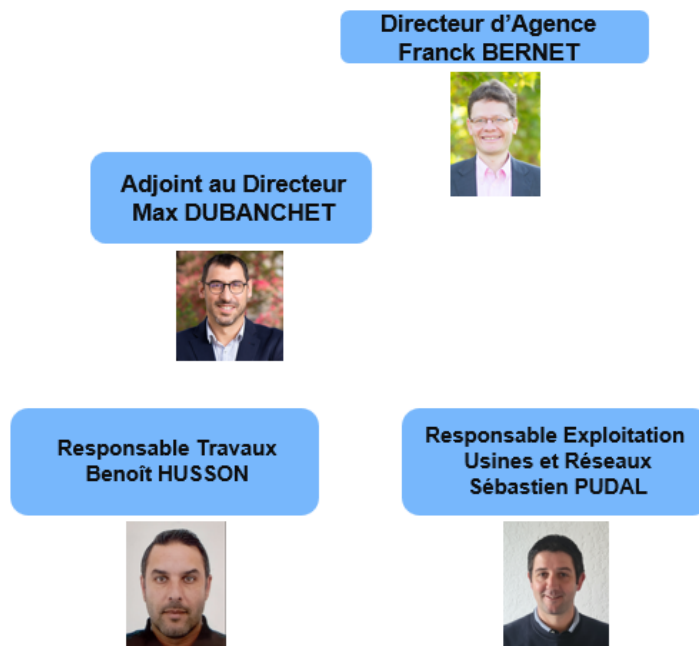 Directeur d’Agence
Franck BERNET
Adjoint au Directeur
Max DUBANCHET
Responsable Travaux
Benoît HUSSON
Responsable Exploitation
Usines et Réseaux
Sébastien PUDAL